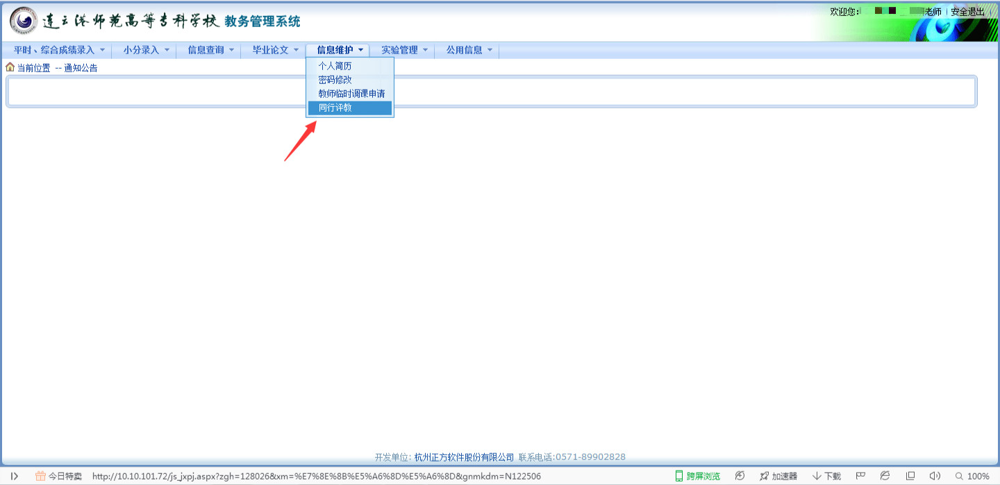 连云港师范高等专科学校 教务管理系统
欢迎您: 老师 | 安全退出
平时、综合成绩录入 小分录入 信息查询 毕业论文 信息维护 实验管理 公用信息
当前位置 -- 通知公告
个人简历
密码修改
教师临时调课申请
同行评教
开发单位: 杭州正方软件股份有限公司 联系电话:0571-89902828
今日特卖 http://10.10.101.72/js_jxpj.aspx?zgh=128026&xm=%E7%8E%8B%E5%A6%8D%E5%A6%8D&gnmkdm=N122506 跨屏浏览 加速器 下载 100%